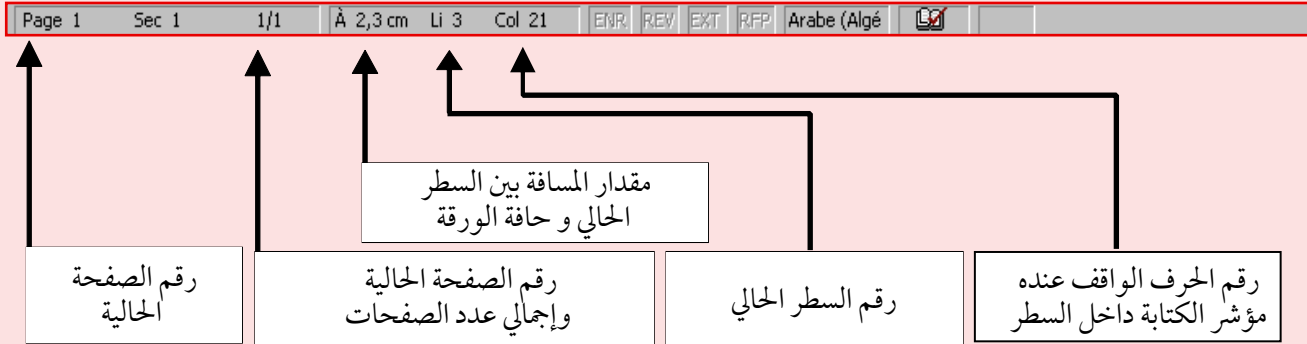 Page 1 Sec 1 1/1 À 2,3 cm Li 3 Col 21 ENR REV EXT RFP Arabe (Algé
مقدار المسافة بين السطر
الحالي و حافة الورقة
رقم الحرف الواقف عنده
مؤشر الكتابة داخل السطر
رقم السطر الحالي
رقم الصفحة الحالية
وإجمالي عدد الصفحات
رقم الصفحة
الحالية